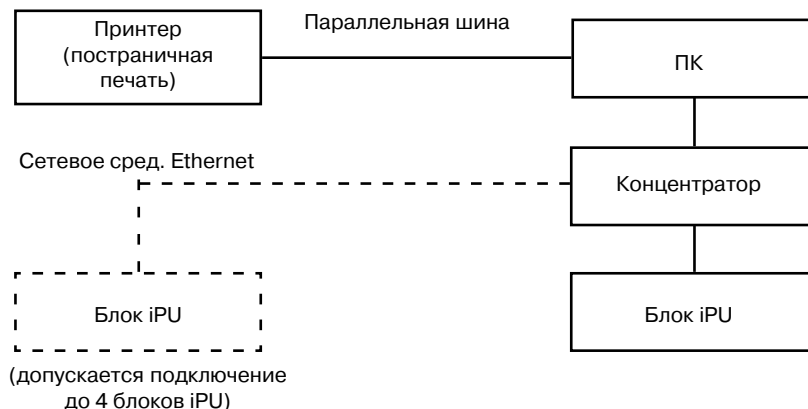 Принтер
(постраничная
печать)
Параллельная шина
ПК
Сетевое сред. Ethernet
Концентратор
Блок iPU
Блок iPU
(допускается подключение
до 4 блоков iPU)